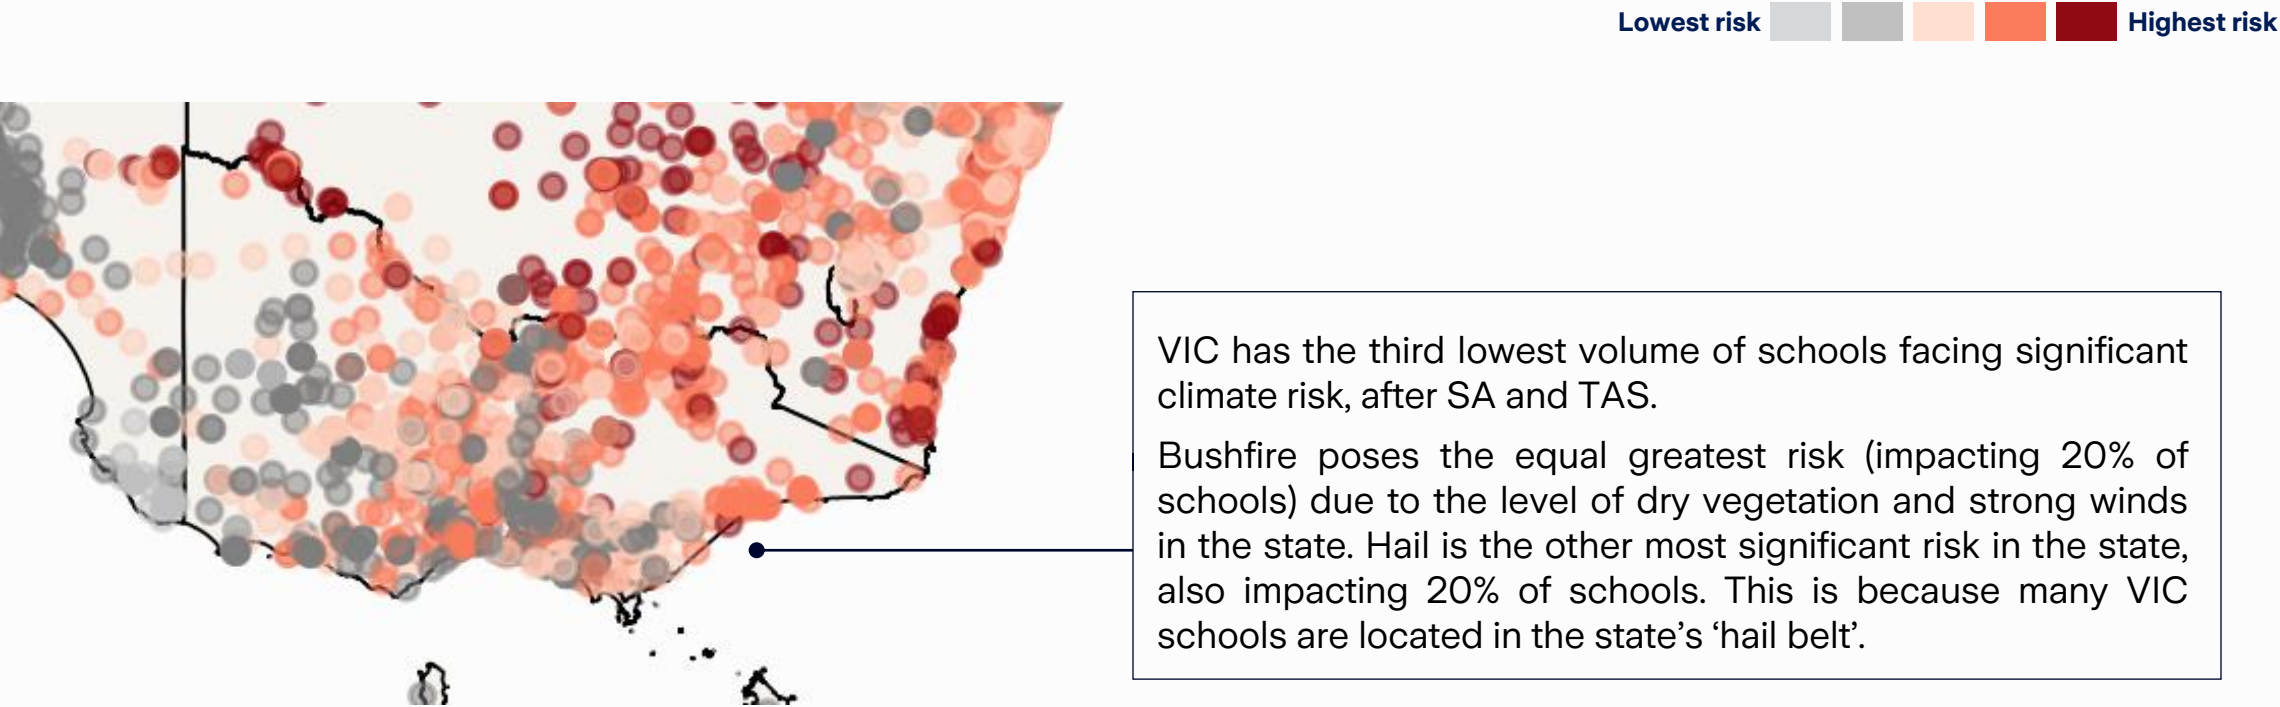 Lowest risk Highest risk
VIC has the third lowest volume of schools facing significant
climate risk, after SA and TAS.
Bushfire poses the equal greatest risk (impacting 20% of
schools) due to the level of dry vegetation and strong winds
in the state. Hail is the other most significant risk in the state,
also impacting 20% of schools. This is because many VIC
schools are located in the state’s ‘hail belt’.